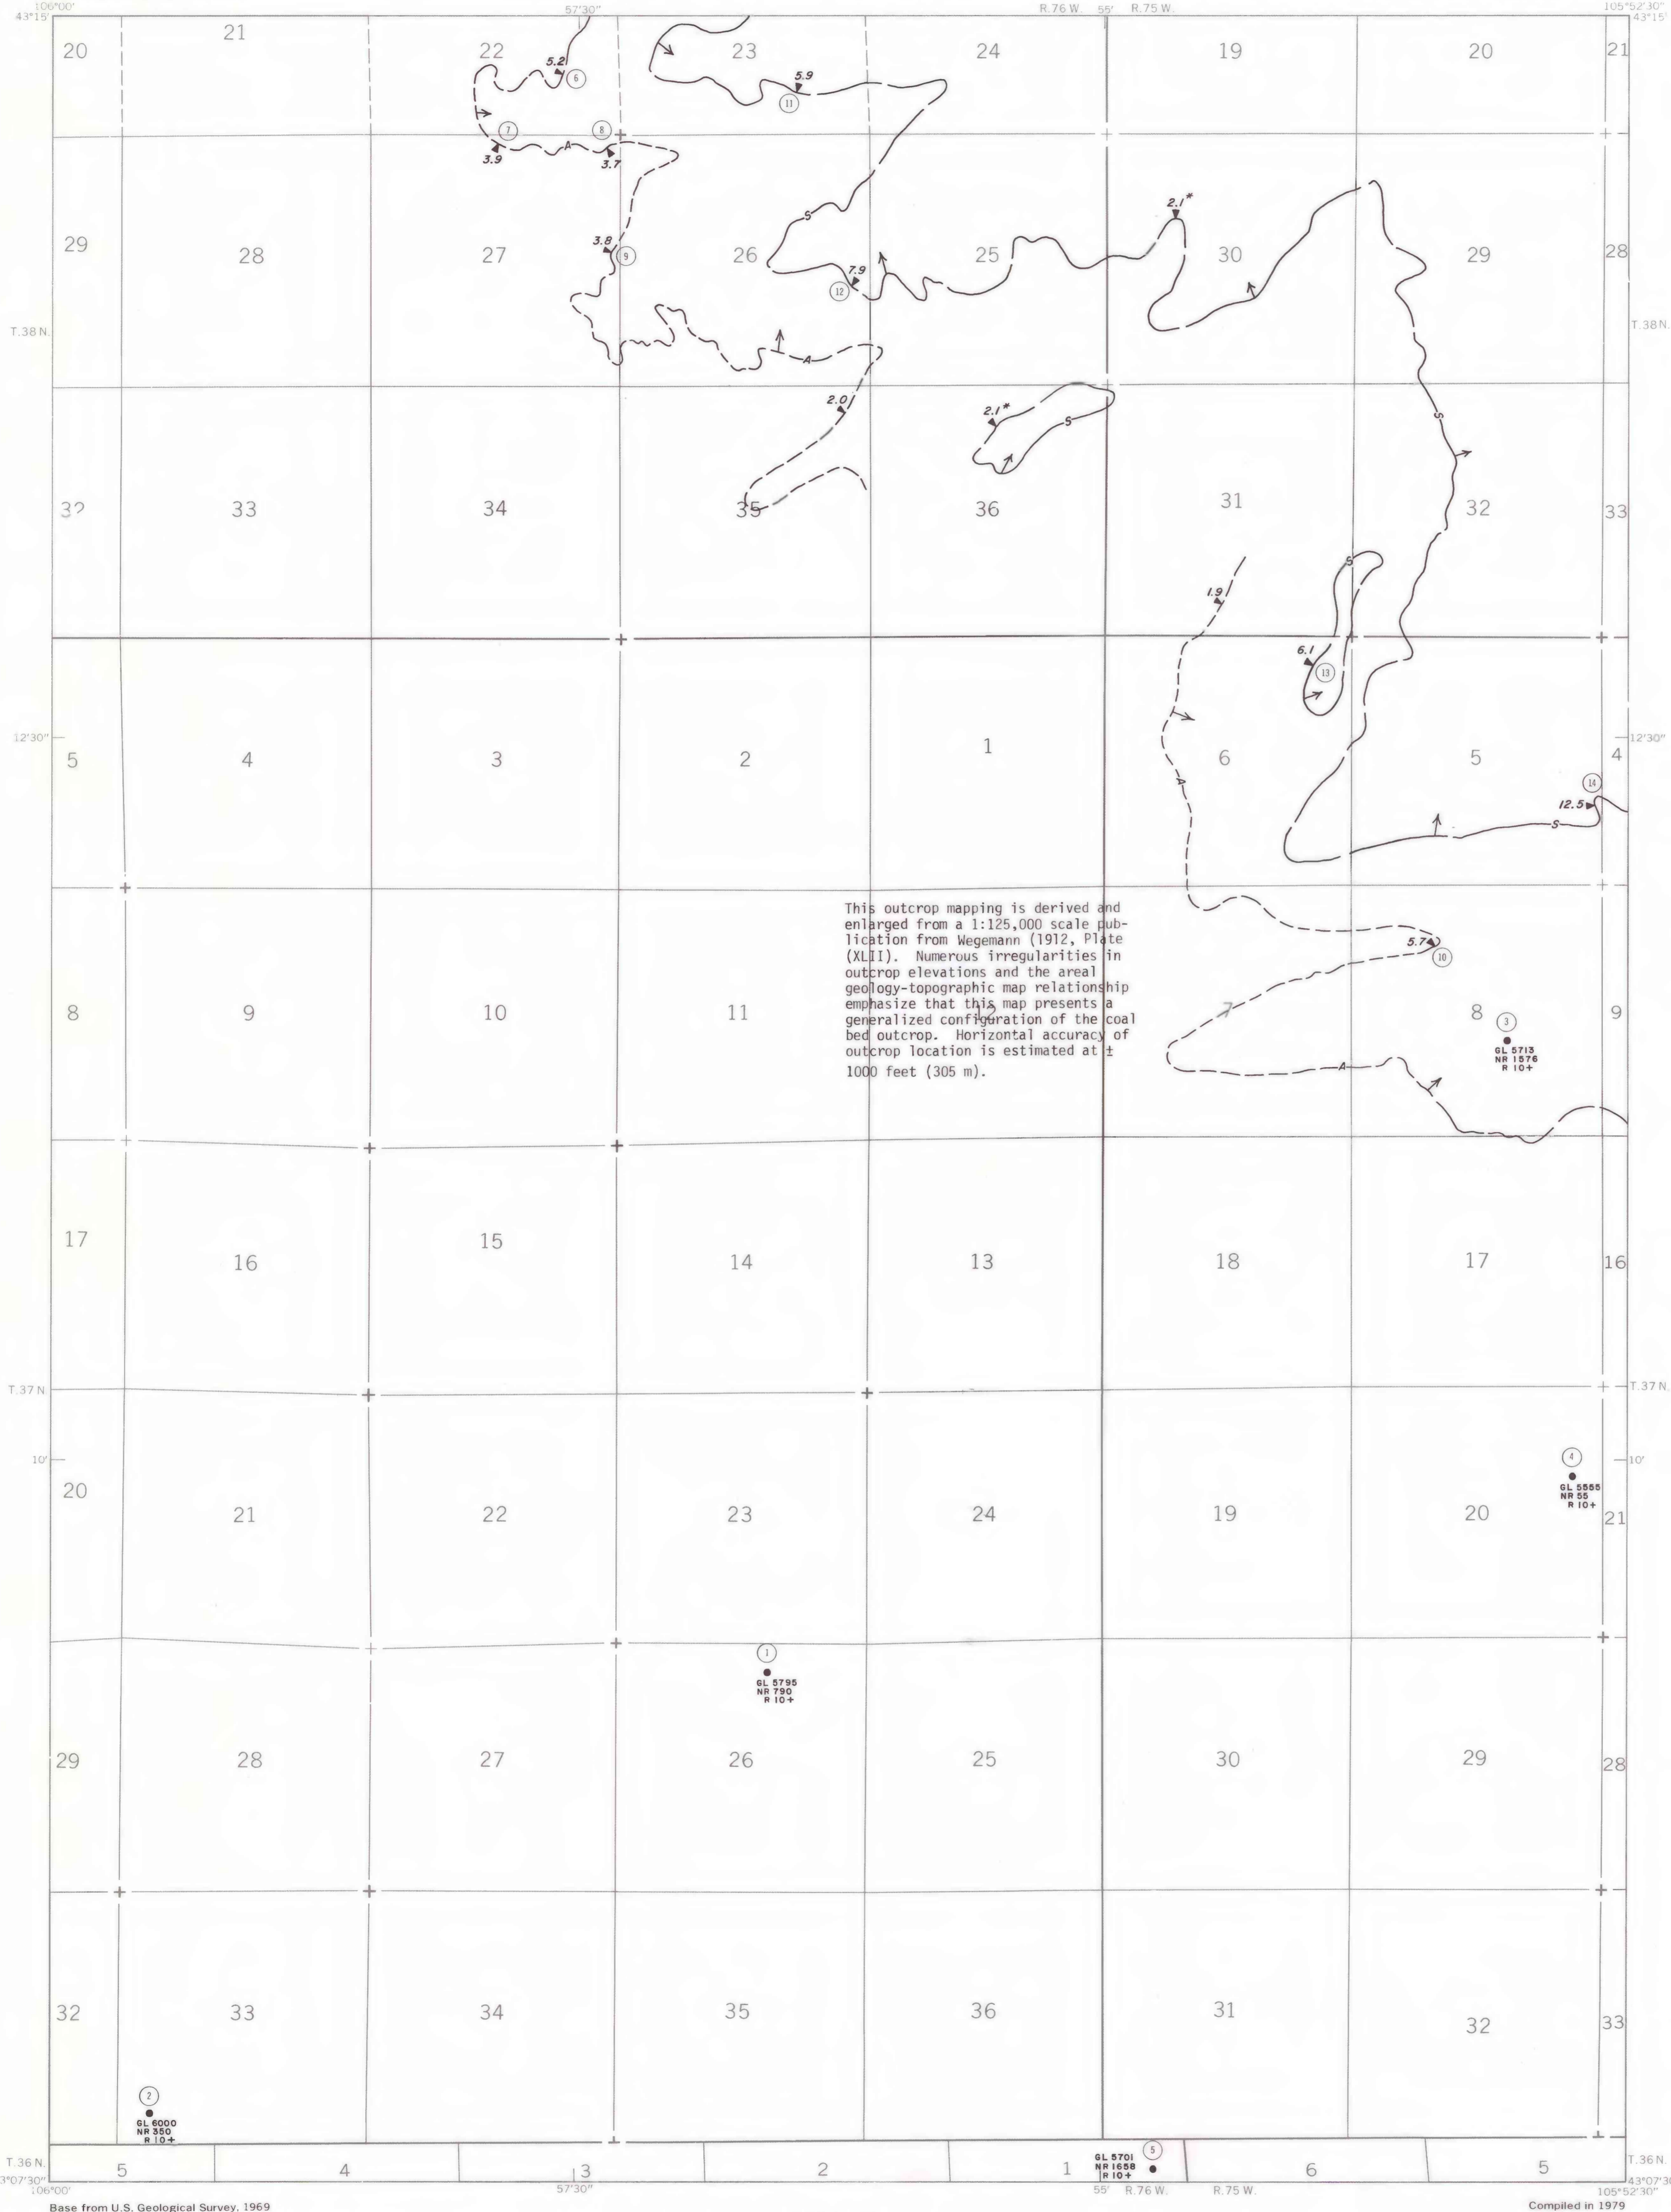 106°00' 57'30" R.76 W. 55' R.75 W. 105°52'30"
43°15' 43°15'
20 21 22 23 24 19 20 21
5.2 6 5.9 11
7 8
3.9 A 3.7
2.1*
S
3.8 9
29 28 27 26 25 30 29 28
7.9 12
T.38 N. T.38 N.
A
2.0 2.1* S S
32 33 34 35 36 31 32 33
S
1.9
6.1 13
12'30" 12'30"
5 4 3 2 1 6 5 4
A 14
12.5 S
This outcrop mapping is derived and
enlarged from a 1:125,000 scale pub-
lication from Wegemann (1912, Plate
(XLII). Numerous irregularities in
outcrop elevations and the areal
geology-topographic map relationship
emphasize that this map presents a
generalized configuration of the coal
bed outcrop. Horizontal accuracy of
outcrop location is estimated at ±
1000 feet (305 m).
5.7 10
8 9 10 11 12 7 8 9
3
GL 5713
NR 1576
R 10+
A
17 16 15 14 13 18 17 16
T.37 N. T.37 N.
10' 10'
4
GL 5555
NR 55
R 10+
20 21 22 23 24 19 20 21
1
GL 5795
NR 790
R 10+
29 28 27 26 25 30 29 28
32 33 34 35 36 31 32 33
2
GL 6000
NR 350
R 10+
5
GL 5701
NR 1658
R 10+
T.36 N. 5 4 3 2 1 6 5 T.36 N.
3°07'30" 43°07'30
106°00' 57'30" 55' R.76 W. R.75 W. 105°52'30"
Base from U.S. Geological Survey, 1969 Compiled in 1979